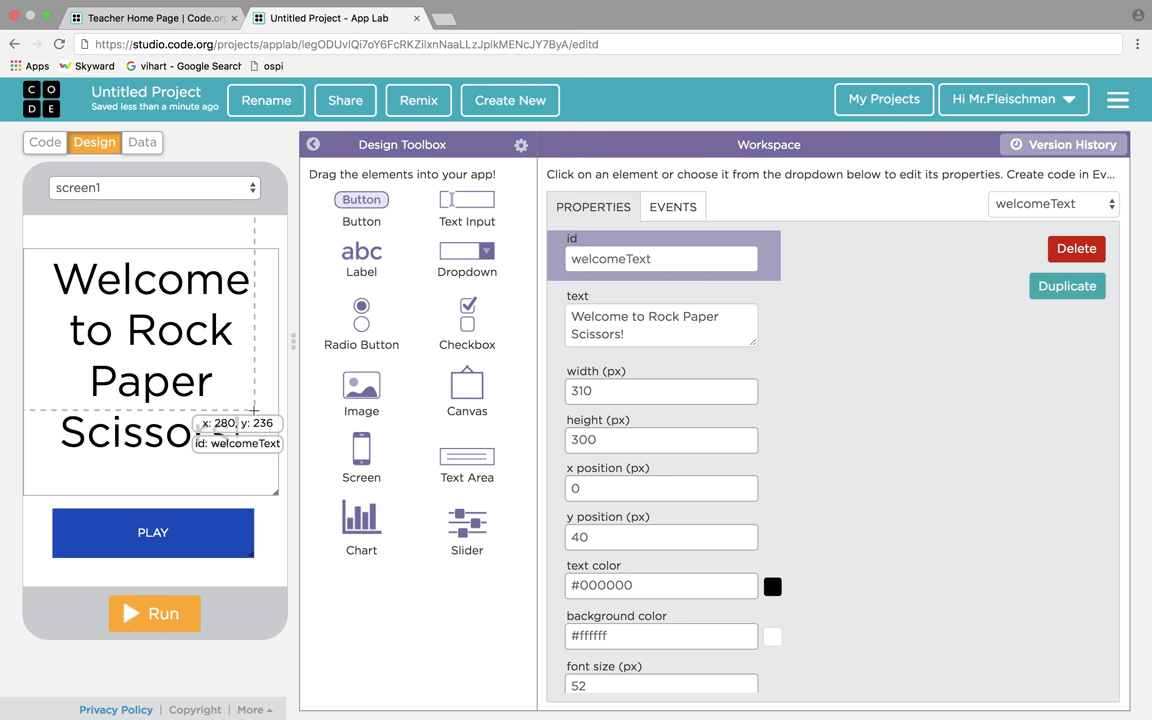 Teacher Home Page | Code.or
Untitled Project - App Lab
https://studio.code.org/projects/applab/legODUvlQi7oY6FcRKZilxnNaaLLzJplkMENcJY7ByA/editd
Apps
Skyward
vihart - Google Search
ospi
C O
D E
Untitled Project
Saved less than a minute ago
Rename
Share
Remix
Create New
My Projects
Hi Mr.Fleischman
Code
Design
Data
Design Toolbox
Workspace
Version History
screen1
Drag the elements into your app!
Click on an element or choose it from the dropdown below to edit its properties. Create code in Ev...
Button
Button
Text Input
abc
Label
Dropdown
Radio Button
Checkbox
Image
Canvas
Screen
Text Area
Chart
Slider
PROPERTIES
EVENTS
welcomeText
id
welcomeText
Delete
Duplicate
text
Welcome to Rock Paper
Scissors!
width (px)
310
height (px)
300
x position (px)
0
y position (px)
40
text color
#000000
background color
#ffffff
font size (px)
52
Welcome
to Rock
Paper
Scissors!
x: 280, y: 236
id: welcomeText
PLAY
Run
Privacy Policy | Copyright | More